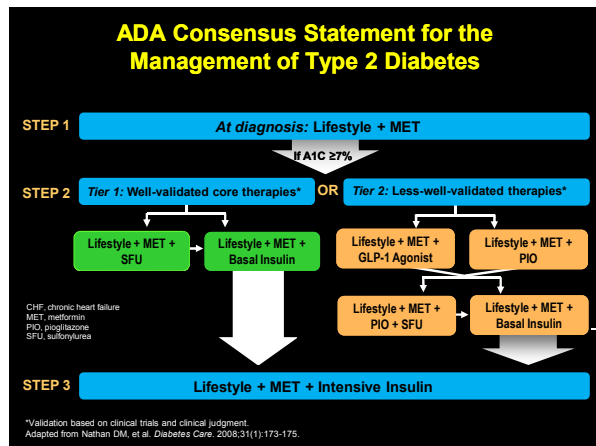 ADA Consensus Statement for the
Management of Type 2 Diabetes
STEP 1
At diagnosis: Lifestyle + MET
If A1C ≥7%
STEP 2
Tier 1: Well-validated core therapies*
OR
Tier 2: Less-well-validated therapies*
Lifestyle + MET +
SFU
Lifestyle + MET +
Basal Insulin
Lifestyle + MET +
GLP-1 Agonist
Lifestyle + MET +
PIO
Lifestyle + MET +
PIO + SFU
Lifestyle + MET +
Basal Insulin
CHF, chronic heart failure
MET, metformin
PIO, pioglitazone
SFU, sulfonylurea
STEP 3
Lifestyle + MET + Intensive Insulin
*Validation based on clinical trials and clinical judgment.
Adapted from Nathan DM, et al. Diabetes Care. 2008;31(1):173-175.